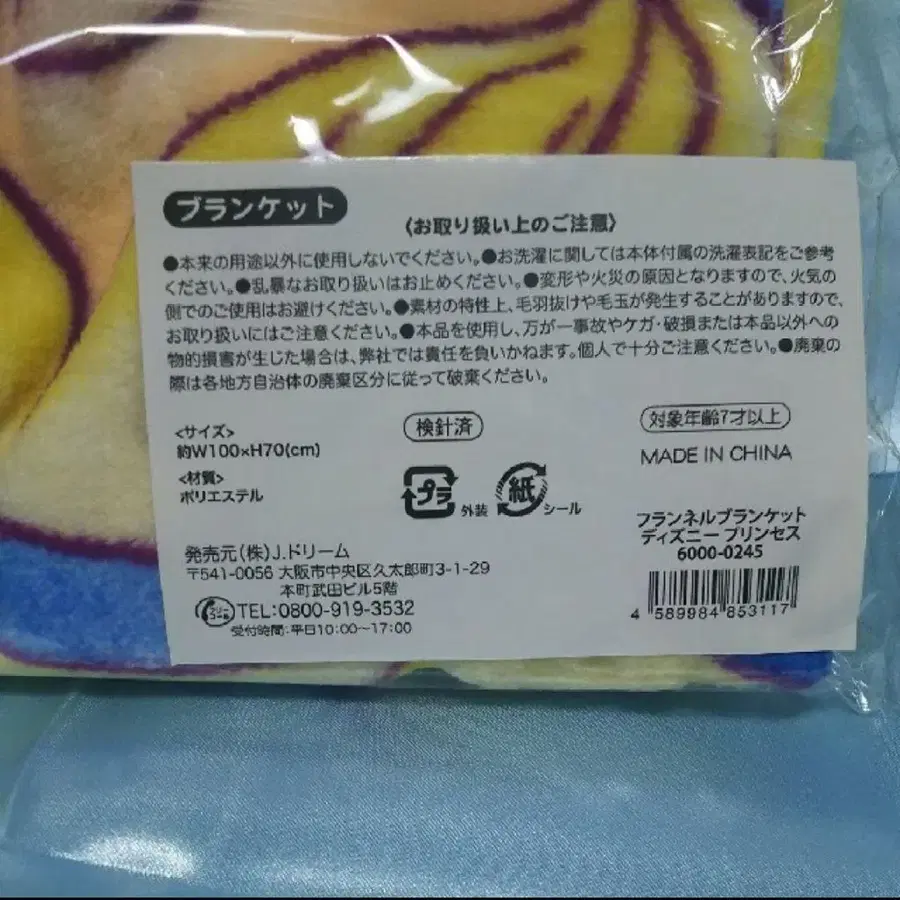 ブランケット
〈お取り扱い上のご注意〉
●本来の用途以外に使用しないでください。●お洗濯に関しては本体付属の洗濯表記をご参考
ください。●乱暴なお取り扱いはお止めください。●変形や火災の原因となりますので、火気の
側でのご使用はお避けください。●素材の特性上、毛羽抜けや毛玉が発生することがありますので、
お取り扱いにはご注意ください。●本品を使用し、万が一事故やケガ・破損または本品以外への
物的損害が生じた場合は、弊社では責任を負いかねます。個人で十分ご注意ください。●廃棄の
際は各地方自治体の廃棄区分に従って破棄ください。
<サイズ>
約W100×H70(cm)
<材質>
ポリエステル
検針済
プラ 外装
紙 シール
対象年齢7才以上
MADE IN CHINA
フランネルブランケット
ディズニー プリンセス
6000-0245
4 589984 853117
発売元(株)J.ドリーム
〒541-0056 大阪市中央区久太郎町3-1-29
本町武田ビル5階
フリーコール TEL:0800-919-3532
受付時間:平日10:00～17:00